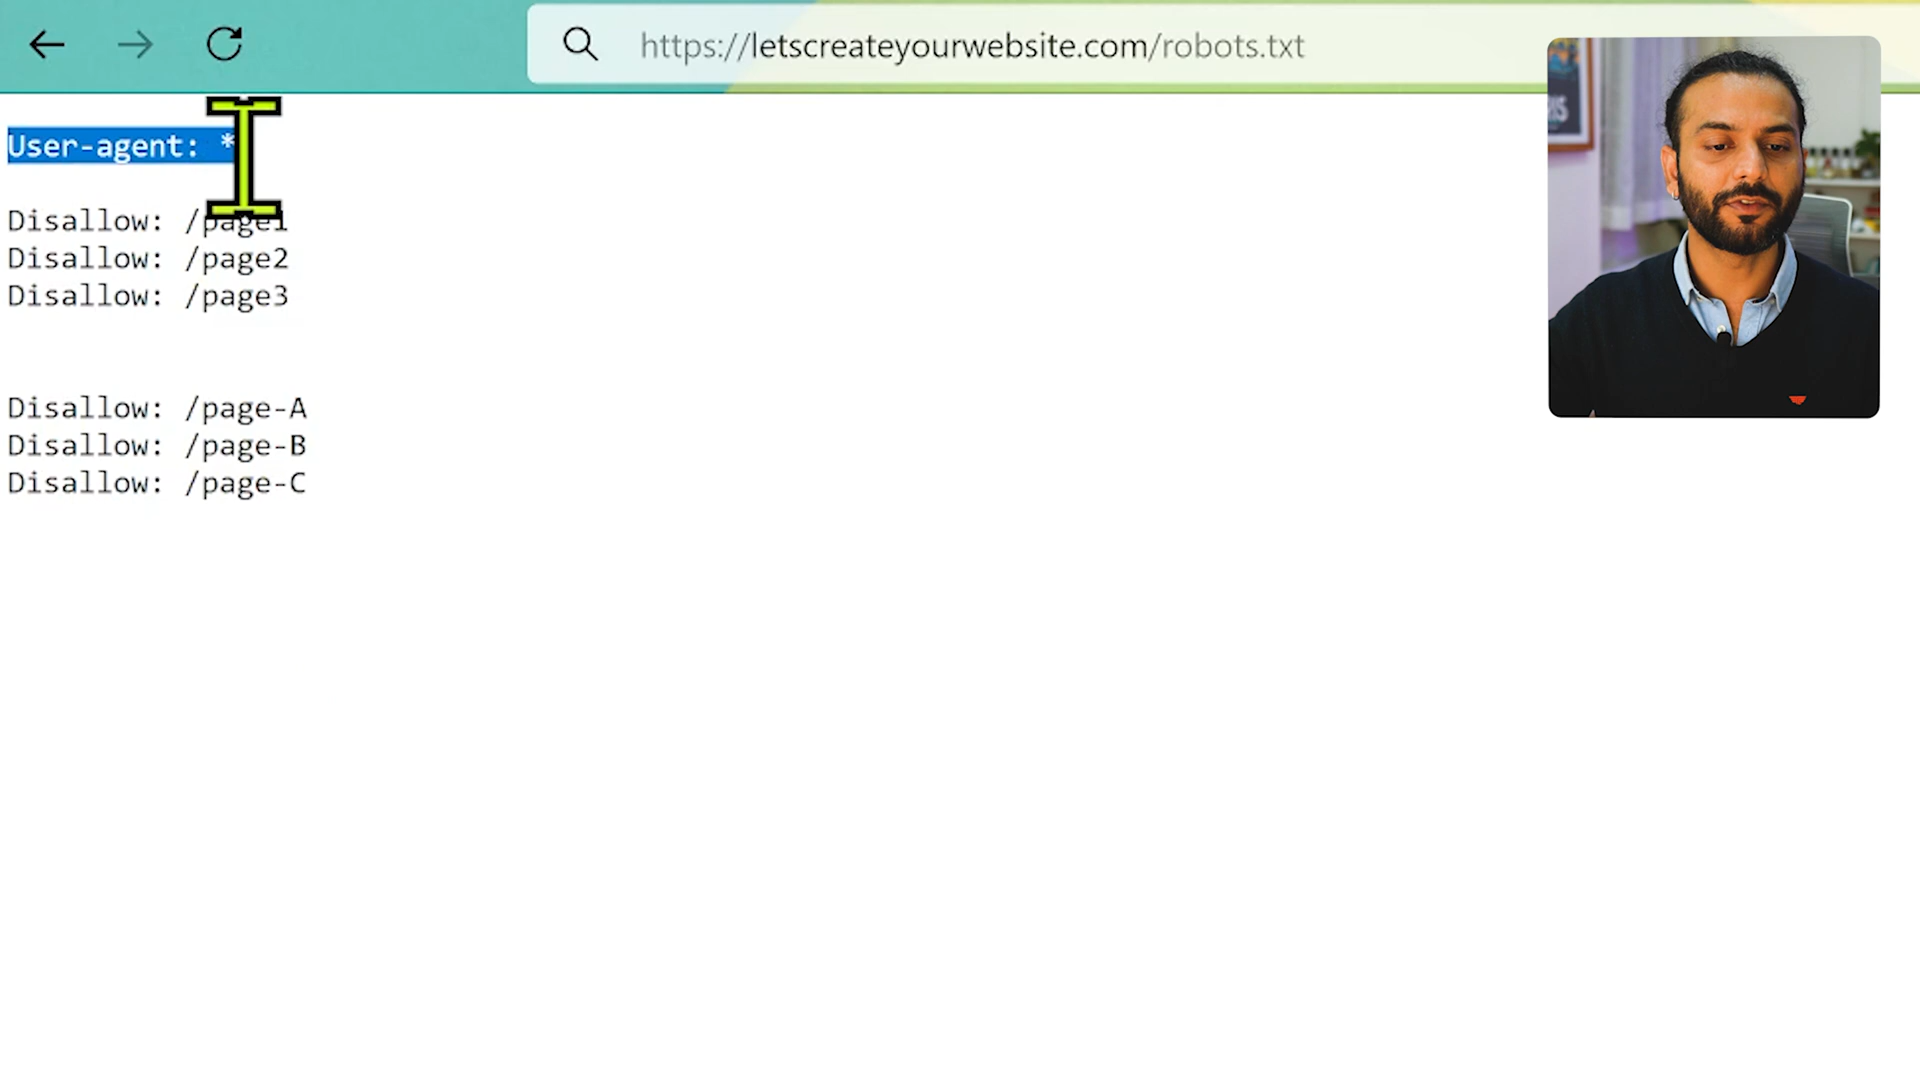 https://letscreateyourwebsite.com/robots.txt
User-agent: *
Disallow: /page1
Disallow: /page2
Disallow: /page3
Disallow: /page-A
Disallow: /page-B
Disallow: /page-C